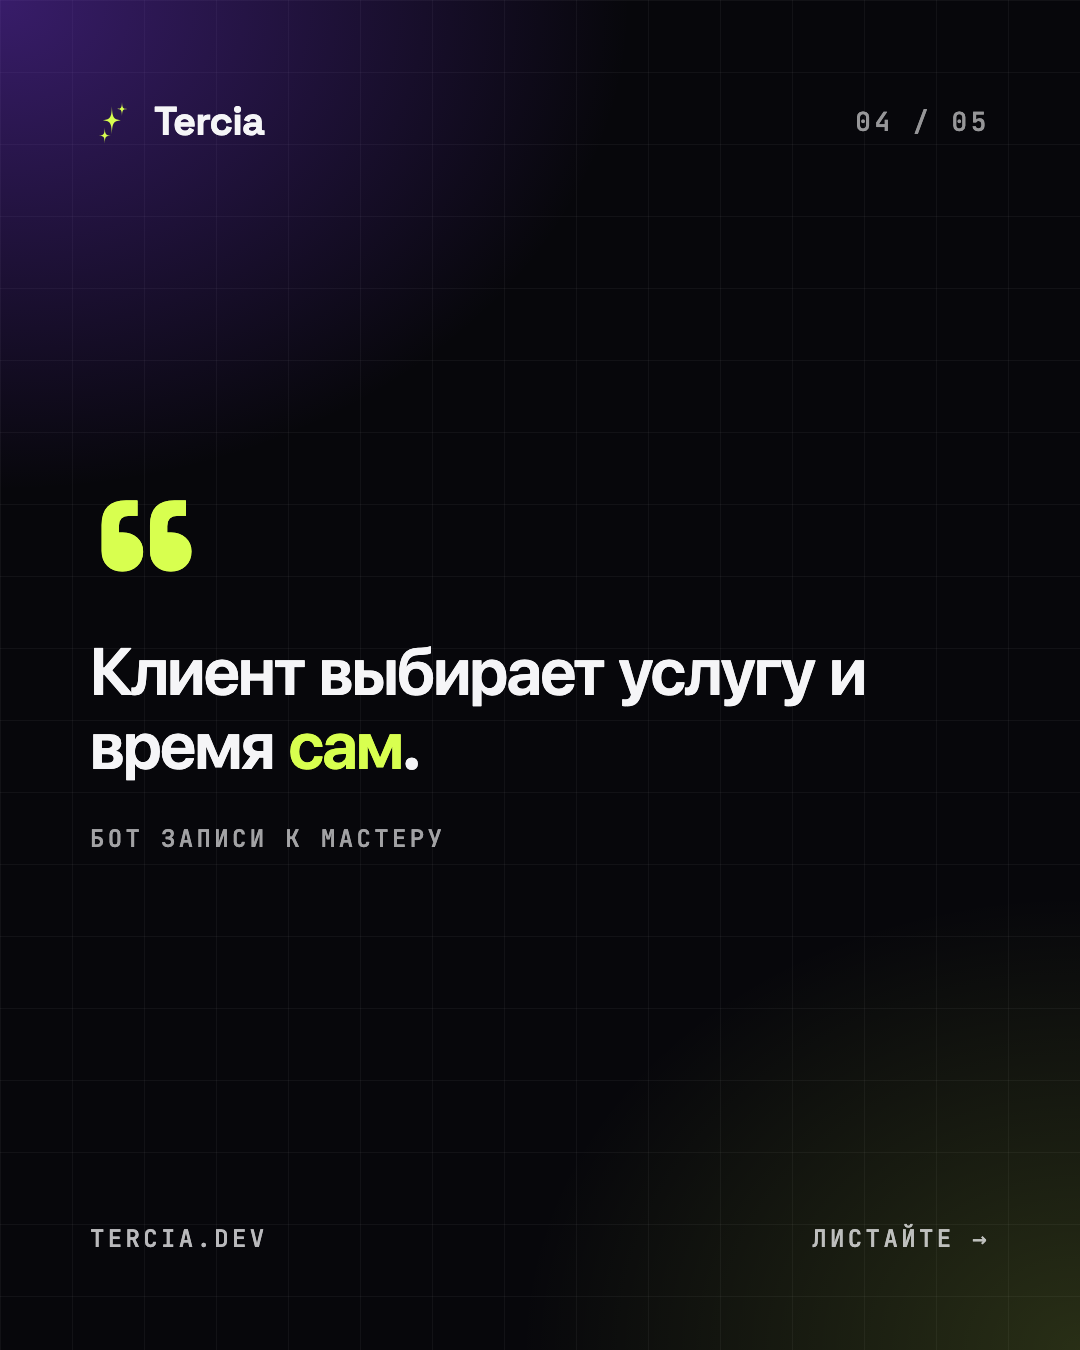 Tercia
04 / 05
“
Клиент выбирает услугу и
время сам.
БОТ ЗАПИСИ К МАСТЕРУ
TERCIA.DEV
ЛИСТАЙТЕ →